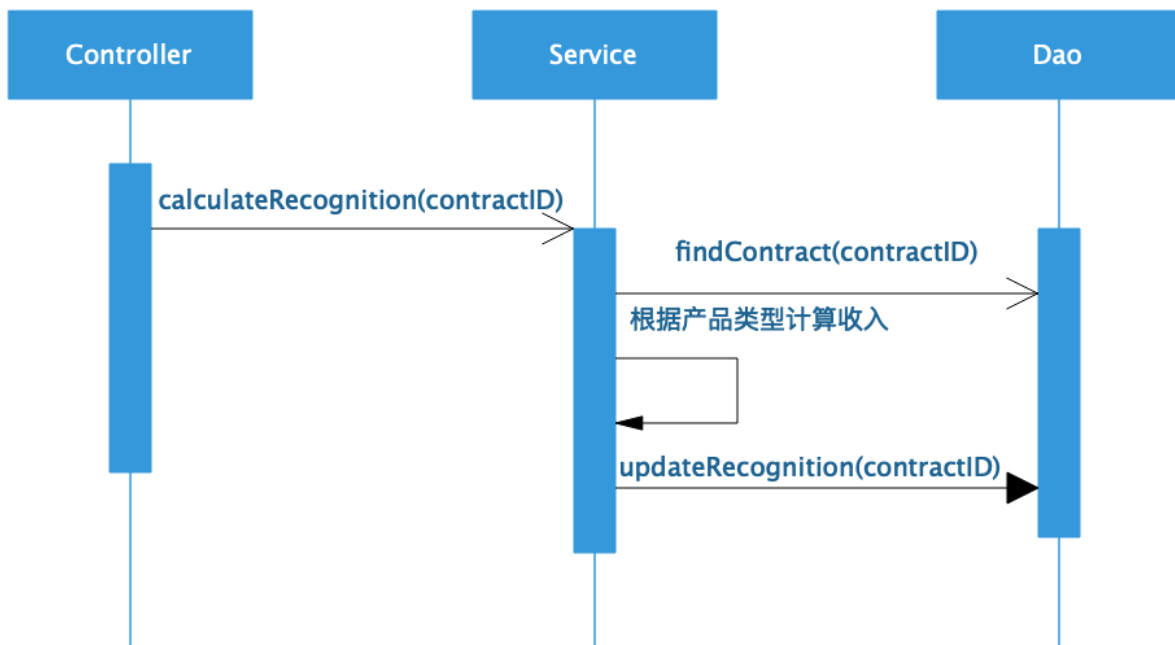 Controller
Service
Dao
calculateRecognition(contractID)
findContract(contractID)
根据产品类型计算收入
updateRecognition(contractID)